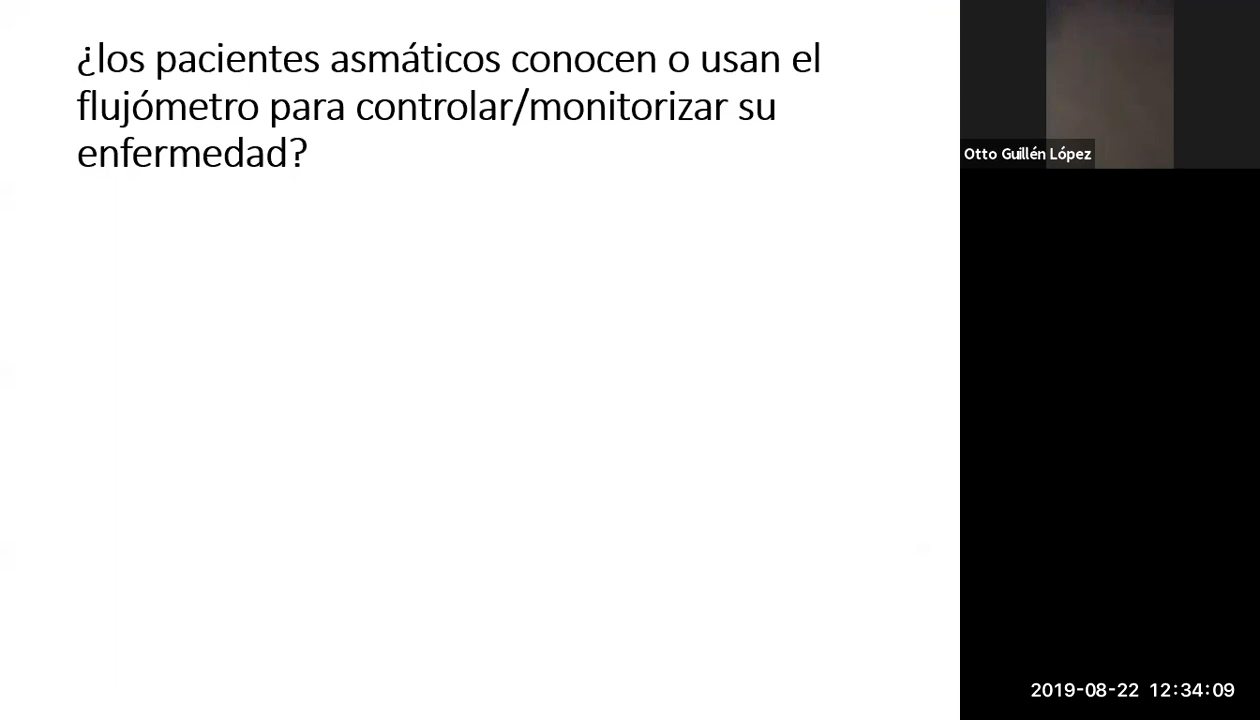 ¿los pacientes asmáticos conocen o usan el
flujómetro para controlar/monitorizar su
enfermedad?
Otto Guillén López
2019-08-22 12:34:09